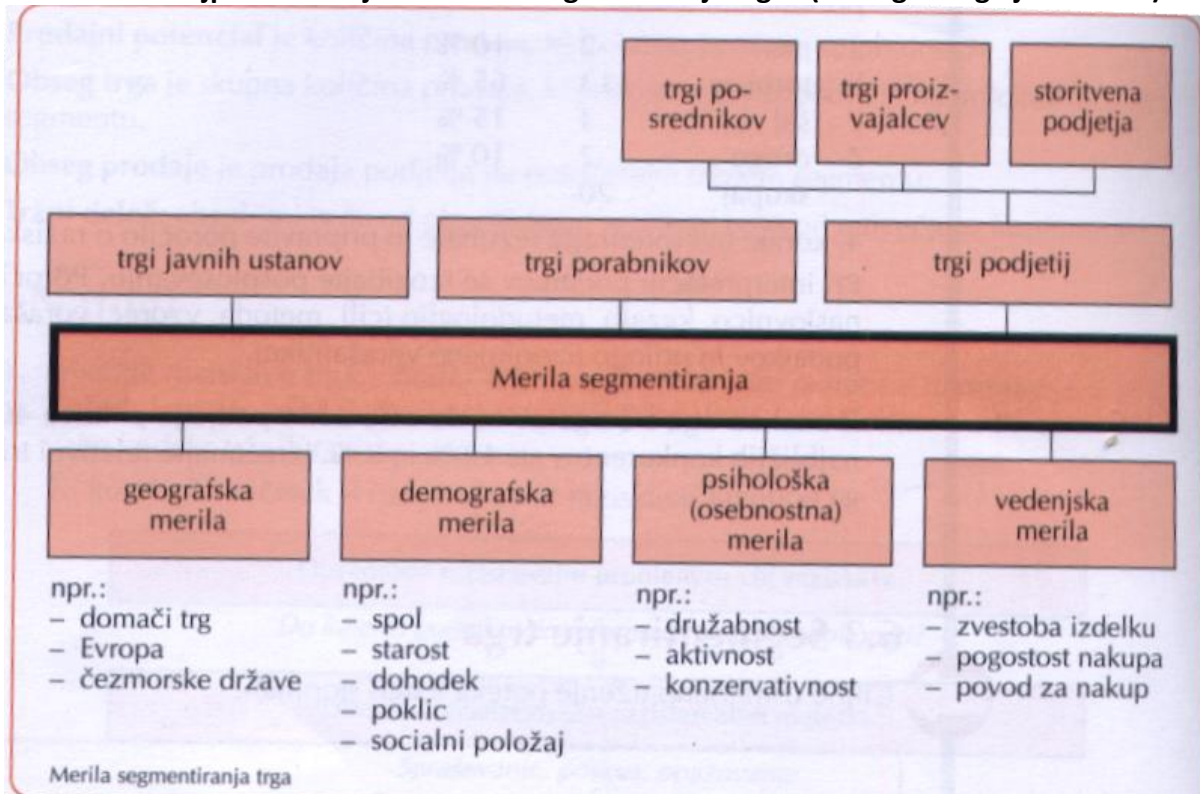 trgi po-
srednikov
trgi proiz-
vajalcev
storitvena
podjetja
trgi javnih ustanov
trgi porabnikov
trgi podjetij
Merila segmentiranja
geografska
merila
demografska
merila
psihološka
(osebnostna)
merila
vedenjska
merila
npr.:
– domači trg
– Evropa
– čezmorske države
npr.:
– spol
– starost
– dohodek
– poklic
– socialni položaj
npr.:
– družabnost
– aktivnost
– konzervativnost
npr.:
– zvestoba izdelku
– pogostost nakupa
– povod za nakup
Merila segmentiranja trga